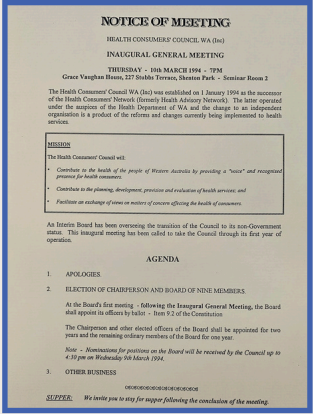 NOTICE OF MEETING
HEALTH CONSUMERS' COUNCIL WA (Inc)
INAUGURAL GENERAL MEETING
THURSDAY - 10th MARCH 1994 - 7PM
Grace Vaughan House, 227 Stubbs Terrace, Shenton Park - Seminar Room 2
The Health Consumers' Council WA (Inc) was established on 1 January 1994 as the successor
of the Health Consumers' Network (formerly Health Advisory Network). The latter operated
under the auspices of the Health Department of WA and the change to an independent
organisation is a product of the reforms and changes currently being implemented to health
services.
MISSION
The Health Consumers' Council will:
• Contribute to the health of the people of Western Australia by providing a "voice" and recognised
presence for health consumers.
• Contribute to the planning, development, provision and evaluation of health services; and
• Facilitate an exchange of views on matters of concern affecting the health of consumers.
An Interim Board has been overseeing the transition of the Council to its non-Government
status. This inaugural meeting has been called to take the Council through its first year of
operation.
AGENDA
1. APOLOGIES.
2. ELECTION OF CHAIRPERSON AND BOARD OF NINE MEMBERS.
At the Board's first meeting - following the Inaugural General Meeting, the Board
shall appoint its officers by ballot - Item 9.2 of the Constitution.
The Chairperson and other elected officers of the Board shall be appointed for two
years and the remaining ordinary members of the Board for one year.
Note - Nominations for positions on the Board will be received by the Council up to
4:30 pm on Wednesday 9th March 1994.
3. OTHER BUSINESS
SUPPER: We invite you to stay for supper following the conclusion of the meeting.